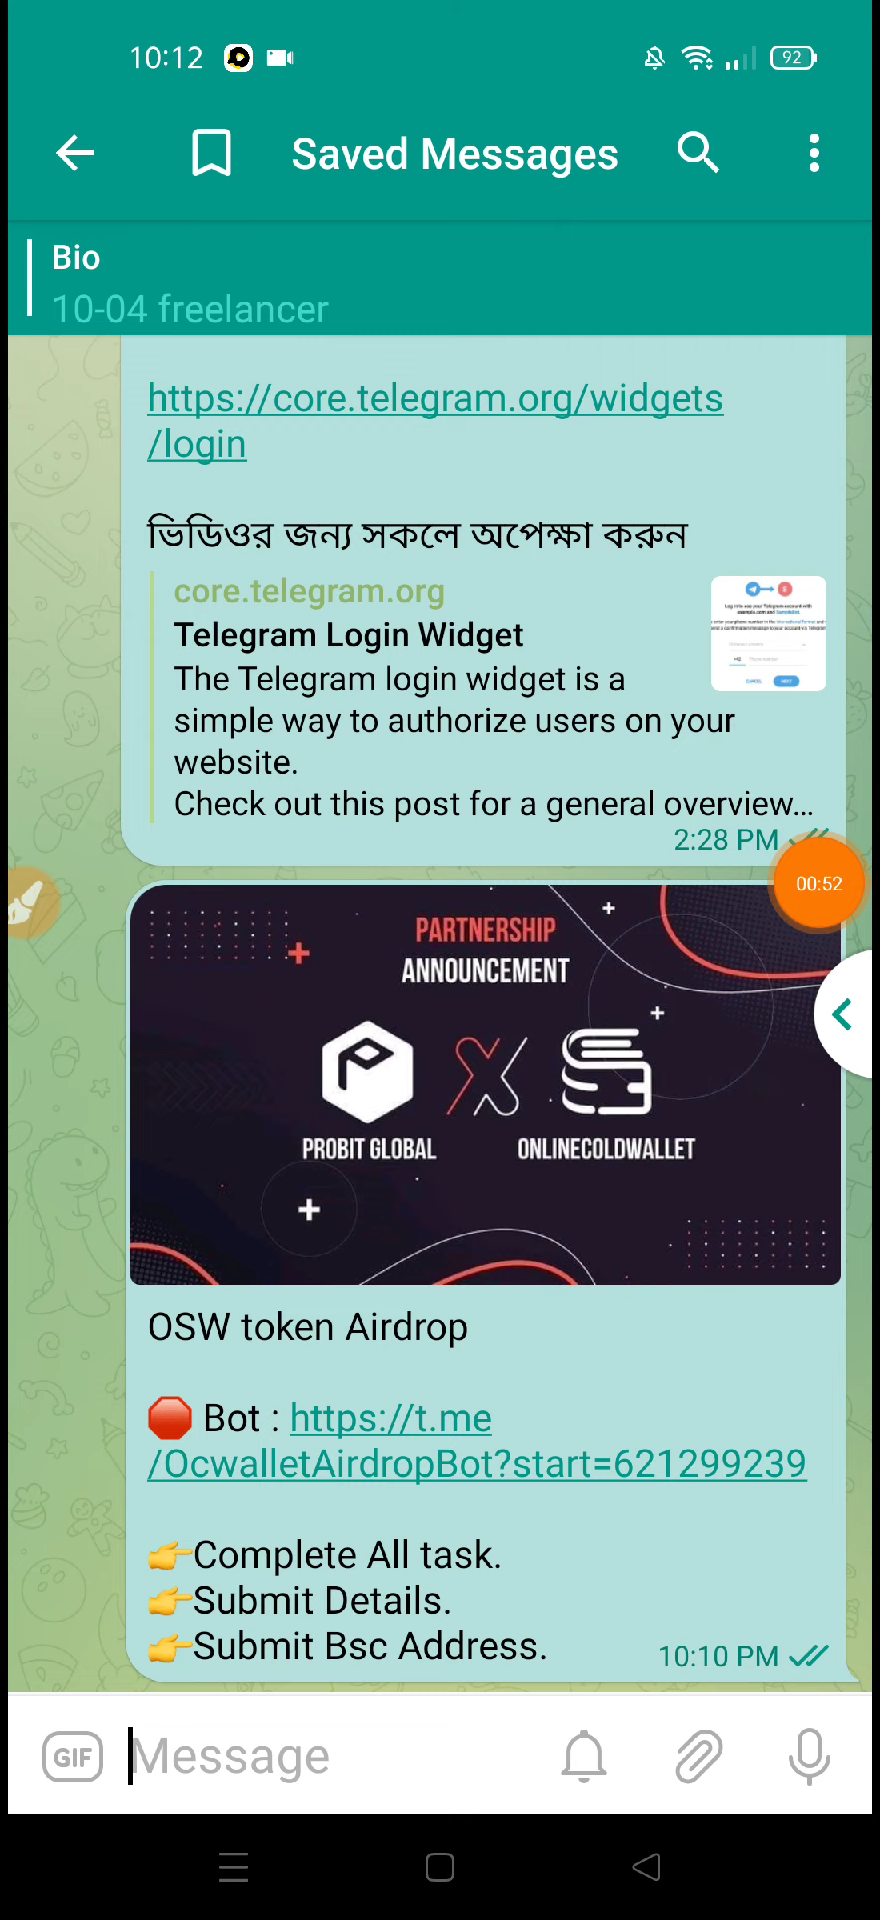 10:12
92
Saved Messages
Bio
10-04 freelancer
https://core.telegram.org/widgets
/login
ভিডিওর জন্য সকলে অপেক্ষা করুন
core.telegram.org
Telegram Login Widget
The Telegram login widget is a
simple way to authorize users on your
website.
Check out this post for a general overview...
2:28 PM
00:52
PARTNERSHIP
ANNOUNCEMENT
PROBIT GLOBAL
ONLINECOLDWALLET
OSW token Airdrop
🛑 Bot : https://t.me
/OcwalletAirdropBot?start=621299239
👉Complete All task.
👉Submit Details.
👉Submit Bsc Address.
10:10 PM
GIF
Message